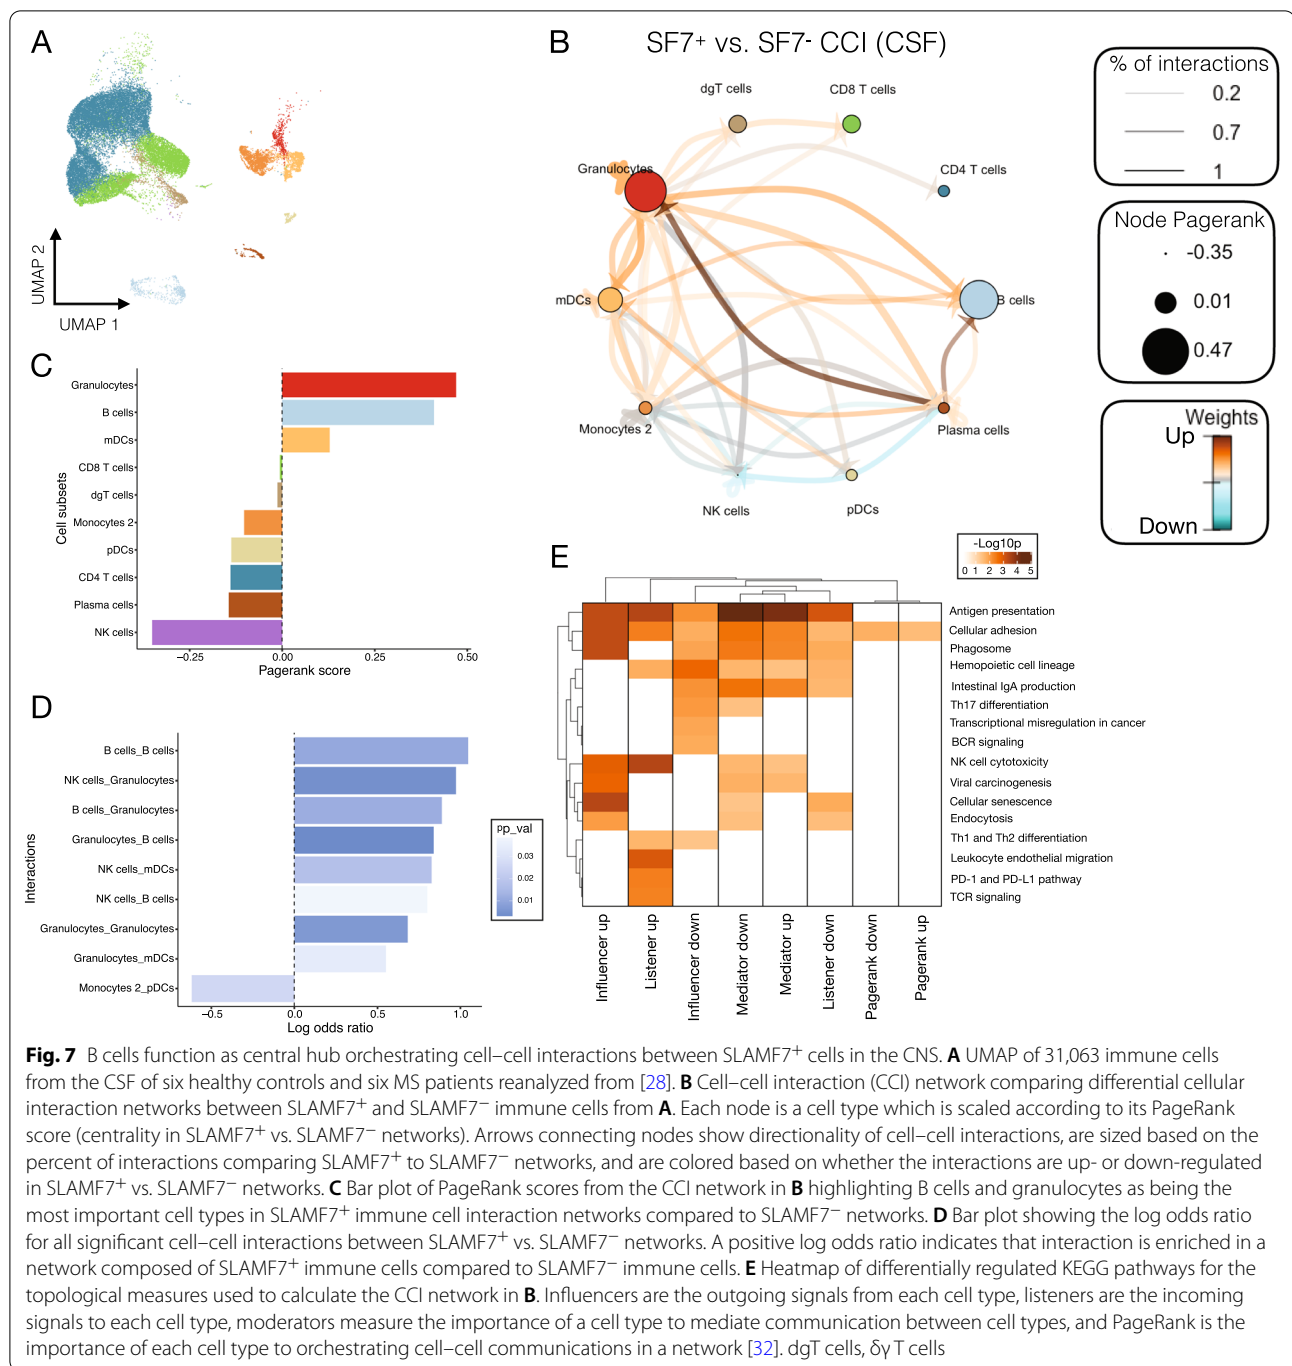 A
UMAP 2
UMAP 1
B
SF7+ vs. SF7- CCI (CSF)
dgT cells
CD8 T cells
Granulocytes
CD4 T cells
mDCs
B cells
Monocytes 2
Plasma cells
NK cells
pDCs
% of interactions
0.2
0.7
1
Node Pagerank
-0.35
0.01
0.47
Weights
Up
Down
C
Cell subsets
Granulocytes
B cells
mDCs
CD8 T cells
dgT cells
Monocytes 2
pDCs
CD4 T cells
Plasma cells
NK cells
−0.25 0.00 0.25 0.50
Pagerank score
D
Interactions
B cells_B cells
NK cells_Granulocytes
B cells_Granulocytes
Granulocytes_B cells
NK cells_mDCs
NK cells_B cells
Granulocytes_Granulocytes
Granulocytes_mDCs
Monocytes 2_pDCs
−0.5 0.0 0.5 1.0
Log odds ratio
pp_val
0.03
0.02
0.01
E
-Log10p
0 1 2 3 4 5
Antigen presentation
Cellular adhesion
Phagosome
Hemopoietic cell lineage
Intestinal IgA production
Th17 differentiation
Transcriptional misregulation in cancer
BCR signaling
NK cell cytotoxicity
Viral carcinogenesis
Cellular senescence
Endocytosis
Th1 and Th2 differentiation
Leukocyte endothelial migration
PD-1 and PD-L1 pathway
TCR signaling
Influencer up
Listener up
Influencer down
Mediator down
Mediator up
Listener down
Pagerank down
Pagerank up
Fig. 7 B cells function as central hub orchestrating cell–cell interactions between SLAMF7+ cells in the CNS. A UMAP of 31,063 immune cells
from the CSF of six healthy controls and six MS patients reanalyzed from [28]. B Cell–cell interaction (CCI) network comparing differential cellular
interaction networks between SLAMF7+ and SLAMF7− immune cells from A. Each node is a cell type which is scaled according to its PageRank
score (centrality in SLAMF7+ vs. SLAMF7− networks). Arrows connecting nodes show directionality of cell–cell interactions, are sized based on the
percent of interactions comparing SLAMF7+ to SLAMF7− networks, and are colored based on whether the interactions are up- or down-regulated
in SLAMF7+ vs. SLAMF7− networks. C Bar plot of PageRank scores from the CCI network in B highlighting B cells and granulocytes as being the
most important cell types in SLAMF7+ immune cell interaction networks compared to SLAMF7− networks. D Bar plot showing the log odds ratio
for all significant cell–cell interactions between SLAMF7+ vs. SLAMF7− networks. A positive log odds ratio indicates that interaction is enriched in a
network composed of SLAMF7+ immune cells compared to SLAMF7− immune cells. E Heatmap of differentially regulated KEGG pathways for the
topological measures used to calculate the CCI network in B. Influencers are the outgoing signals from each cell type, listeners are the incoming
signals to each cell type, moderators measure the importance of a cell type to mediate communication between cell types, and PageRank is the
importance of each cell type to orchestrating cell–cell communications in a network [32]. dgT cells, δγ T cells